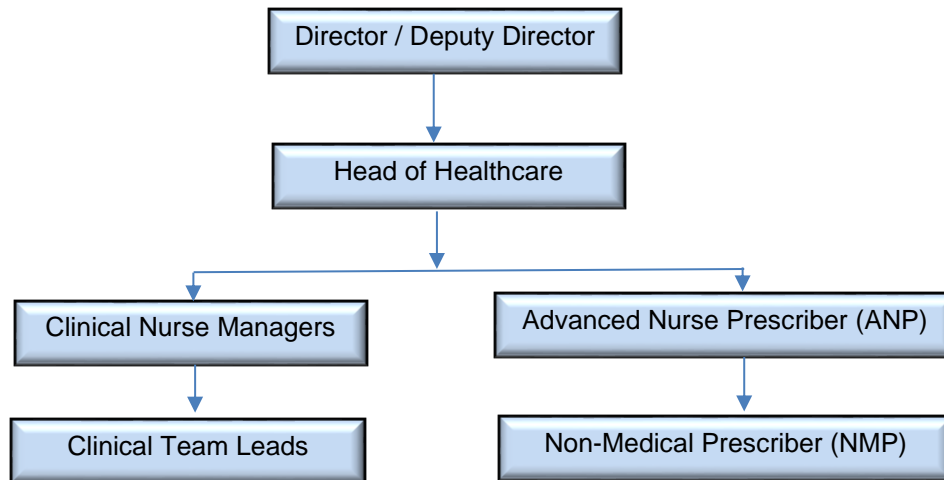 Director / Deputy Director
Head of Healthcare
Clinical Nurse Managers
Advanced Nurse Prescriber (ANP)
Clinical Team Leads
Non-Medical Prescriber (NMP)